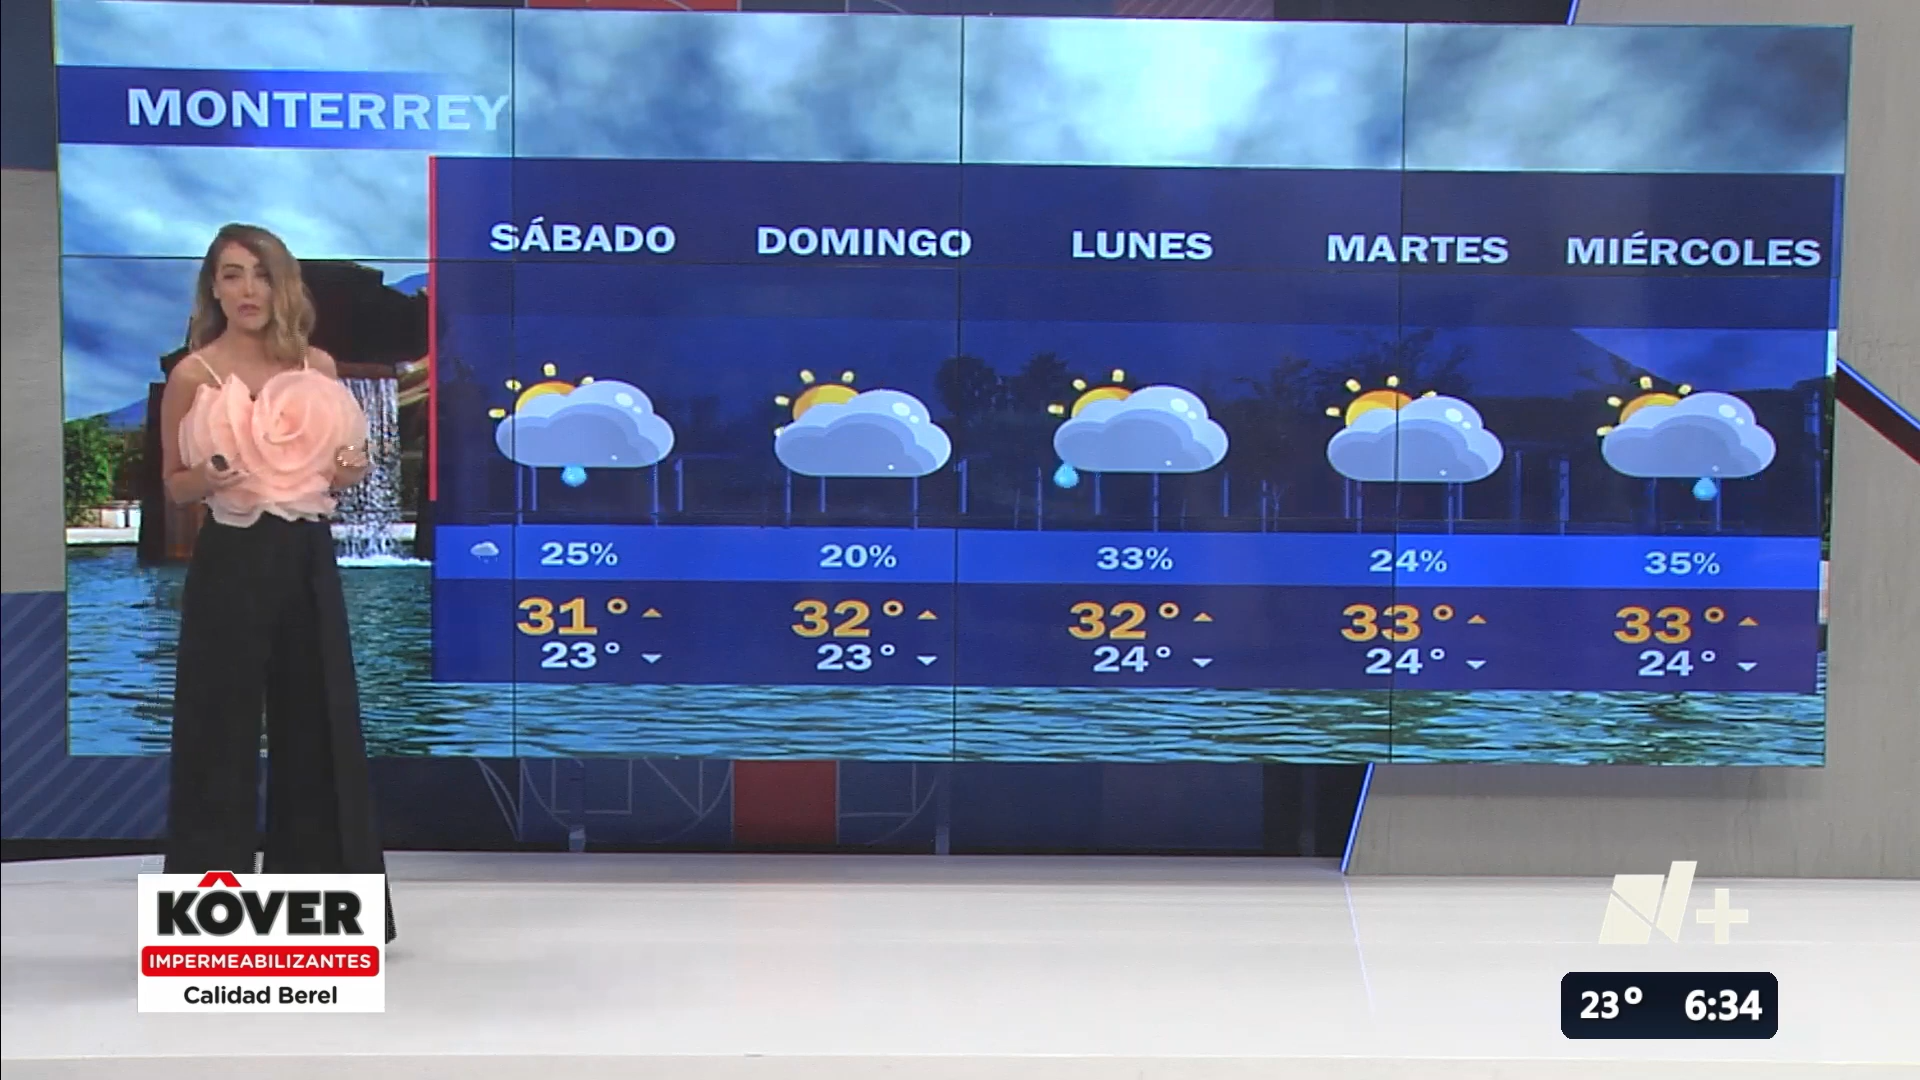 MONTERREY
SÁBADO DOMINGO LUNES MARTES MIÉRCOLES
25% 20% 33% 24% 35%
31° 32° 32° 33° 33°
23° 23° 24° 24° 24°
KÔVER
IMPERMEABILIZANTES
Calidad Berel
N+
23° 6:34